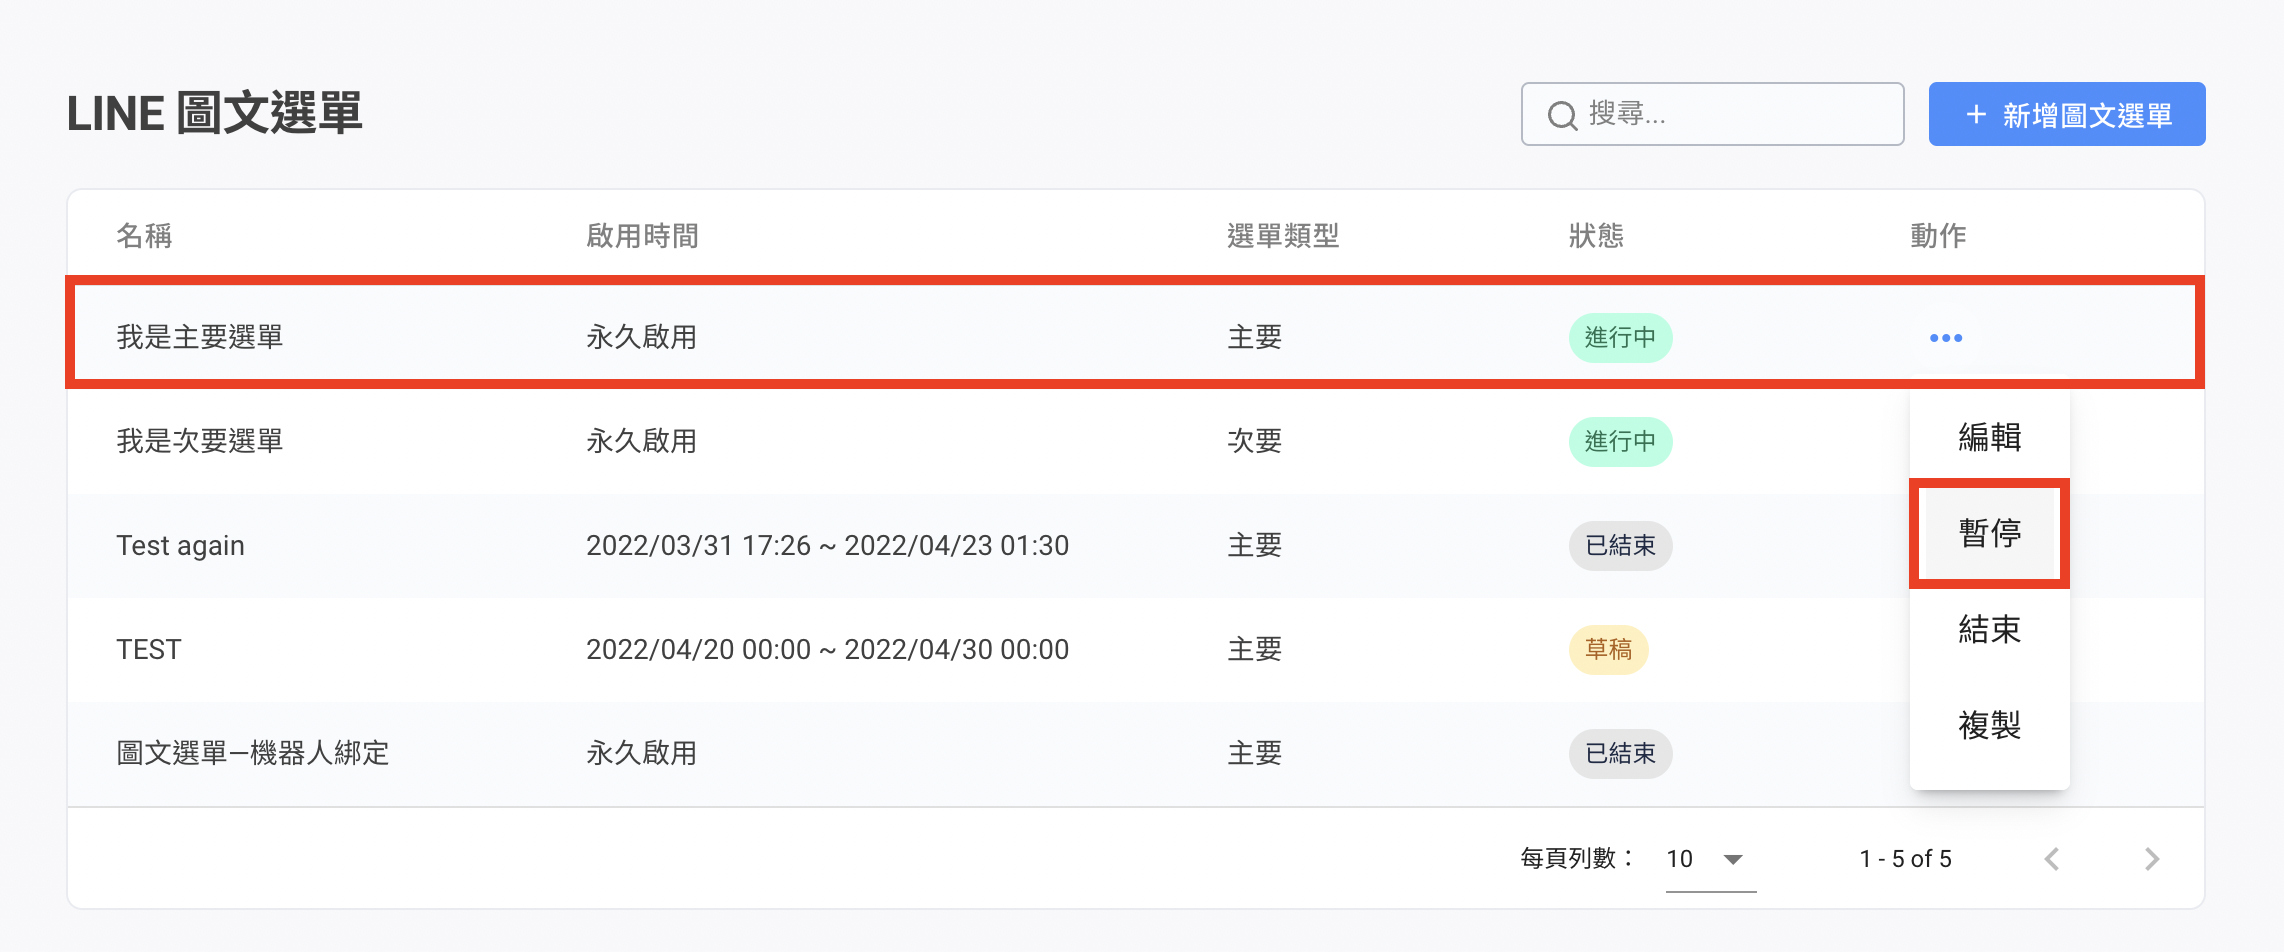 LINE 圖文選單
搜尋...
+ 新增圖文選單
名稱 啟用時間 選單類型 狀態 動作
我是主要選單 永久啟用 主要 進行中 •••
我是次要選單 永久啟用 次要 進行中
編輯
Test again 2022/03/31 17:26 ~ 2022/04/23 01:30 主要 已結束
暫停
TEST 2022/04/20 00:00 ~ 2022/04/30 00:00 主要 草稿
結束
圖文選單—機器人綁定 永久啟用 主要 已結束
複製
每頁列數： 10 1 - 5 of 5